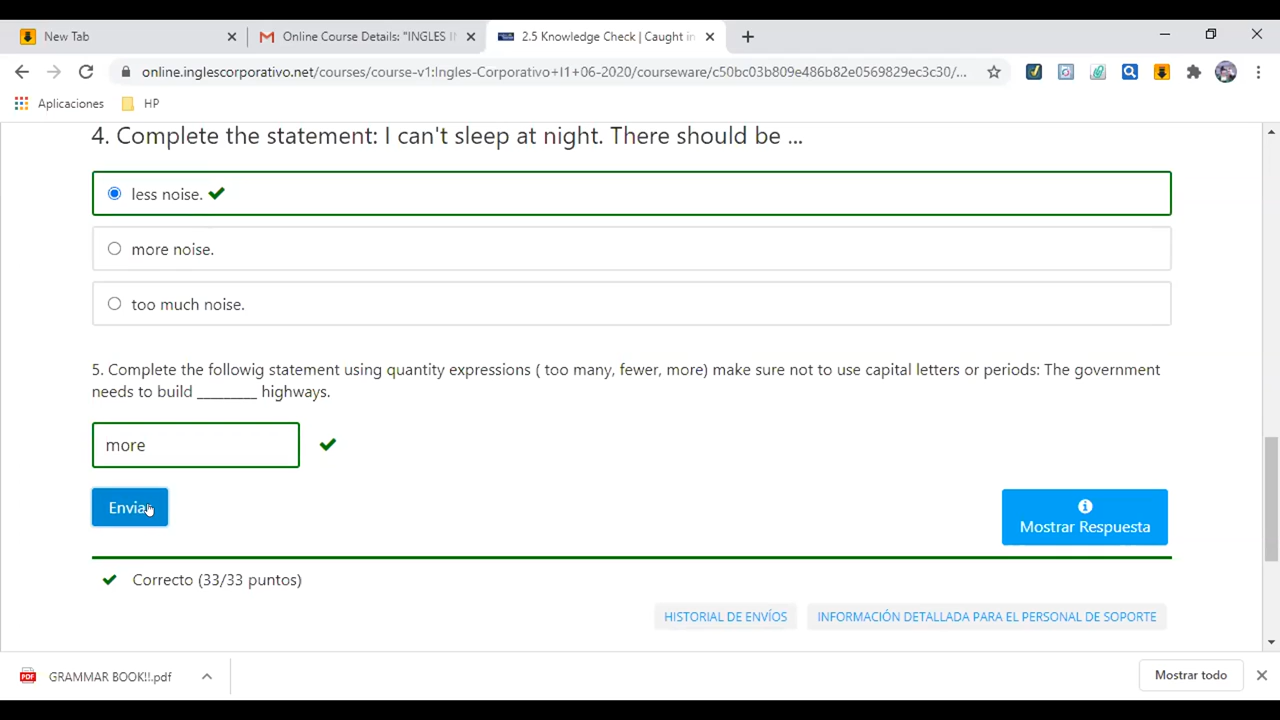 New Tab
Online Course Details: "INGLES I
2.5 Knowledge Check | Caught in
online.inglescorporativo.net/courses/course-v1:Ingles-Corporativo+I1+06-2020/courseware/c50bc03b809e486b82e0569829ec3c30/...
Aplicaciones
HP
4. Complete the statement: I can't sleep at night. There should be ...
less noise.
more noise.
too much noise.
5. Complete the followig statement using quantity expressions ( too many, fewer, more) make sure not to use capital letters or periods: The government
needs to build _________ highways.
more
Enviar
Mostrar Respuesta
Correcto (33/33 puntos)
HISTORIAL DE ENVÍOS
INFORMACIÓN DETALLADA PARA EL PERSONAL DE SOPORTE
PDF
GRAMMAR BOOK!!.pdf
Mostrar todo